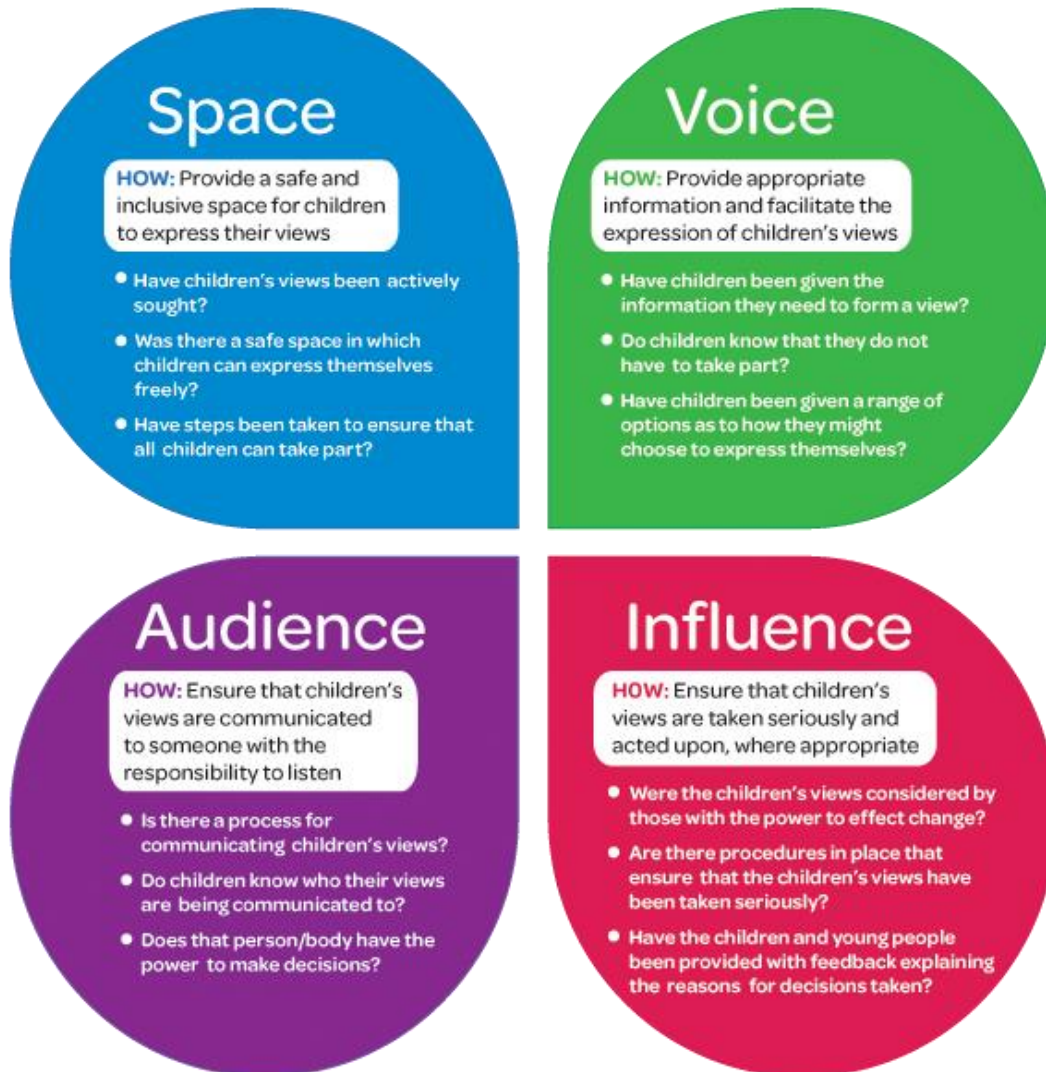 Space
HOW: Provide a safe and
inclusive space for children
to express their views
• Have children's views been actively
sought?
• Was there a safe space in which
children can express themselves
freely?
• Have steps been taken to ensure that
all children can take part?
Voice
HOW: Provide appropriate
information and facilitate the
expression of children's views
• Have children been given the
information they need to form a view?
• Do children know that they do not
have to take part?
• Have children been given a range of
options as to how they might
choose to express themselves?
Audience
HOW: Ensure that children's
views are communicated
to someone with the
responsibility to listen
• Is there a process for
communicating children's views?
• Do children know who their views
are being communicated to?
• Does that person/body have the
power to make decisions?
Influence
HOW: Ensure that children's
views are taken seriously and
acted upon, where appropriate
• Were the children's views considered by
those with the power to effect change?
• Are there procedures in place that
ensure that the children's views have
been taken seriously?
• Have the children and young people
been provided with feedback explaining
the reasons for decisions taken?